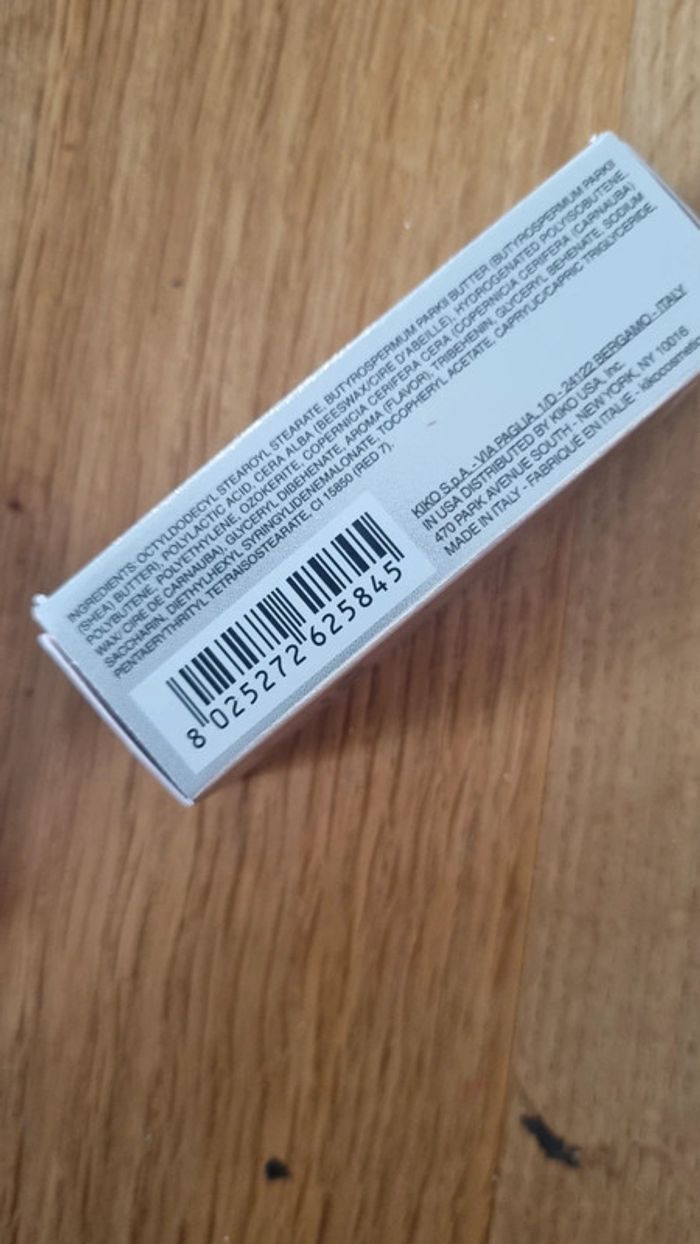 INGREDIENTS: OCTYLDODECYL STEAROYL STEARATE, BUTYROSPERMUM PARKII BUTTER (BUTYROSPERMUM PARKII
(SHEA) BUTTER), POLYLACTIC ACID, CERA ALBA (BEESWAX/CIRE D'ABEILLE), HYDROGENATED POLYISOBUTENE,
POLYBUTENE, POLYETHYLENE, OZOKERITE, COPERNICIA CERIFERA CERA (COPERNICIA CERIFERA (CARNAUBA)
WAX/ CIRE DE CARNAUBA), GLYCERYL DIBEHENATE, AROMA (FLAVOR), TRIBEHENIN, GLYCERYL BEHENATE, SODIUM
SACCHARIN, DIETHYLHEXYL SYRINGYLIDENEMALONATE, TOCOPHERYL ACETATE, CAPRYLIC/CAPRIC TRIGLYCERIDE,
PENTAERYTHRITYL TETRAISOSTEARATE, CI 15850 (RED 7).
8 025272 625845
KIKO S.p.A. - VIA PAGLIA, 1/D - 24122 BERGAMO - ITALY
IN USA DISTRIBUTED BY KIKO USA, Inc.
470 PARK AVENUE SOUTH - NEW YORK, NY 10016
MADE IN ITALY - FABRIQUÉ EN ITALIE - kikocosmetic